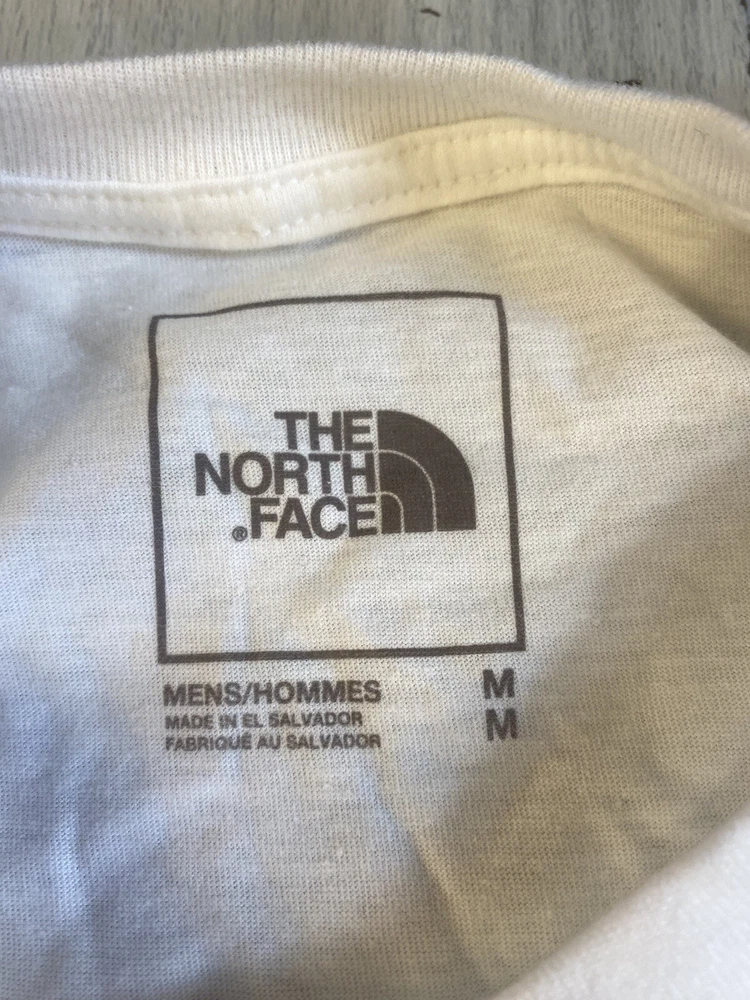 THE
NORTH
®FACE
MENS/HOMMES M
MADE IN EL SALVADOR
FABRIQUÉ AU SALVADOR M